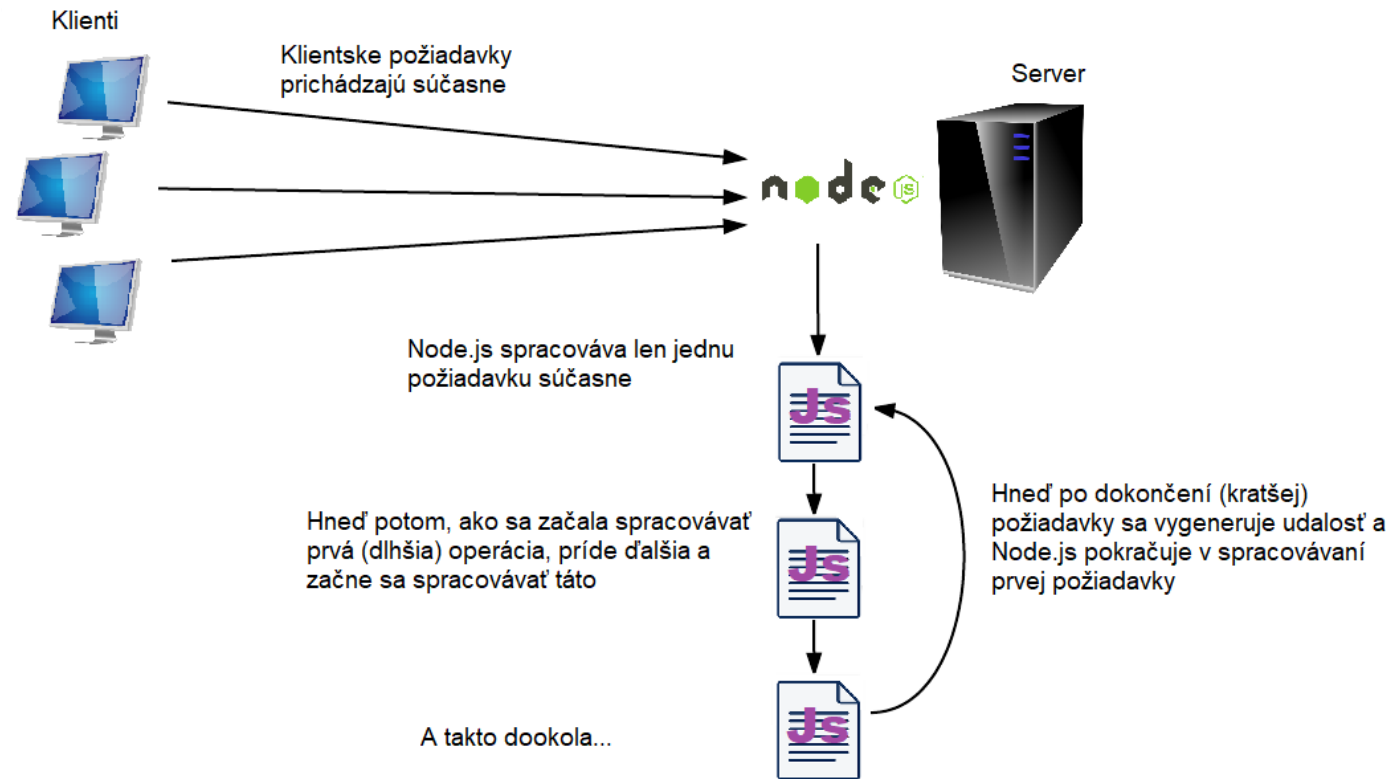 Klienti
Klientske požiadavky
prichádzajú súčasne
Server
node
JS
Node.js spracováva len jednu
požiadavku súčasne
Js
Hneď potom, ako sa začala spracovávať
prvá (dlhšia) operácia, príde ďalšia a
začne sa spracovávať táto
Js
Hneď po dokončení (kratšej)
požiadavky sa vygeneruje udalosť a
Node.js pokračuje v spracovávaní
prvej požiadavky
A takto dookola...
Js